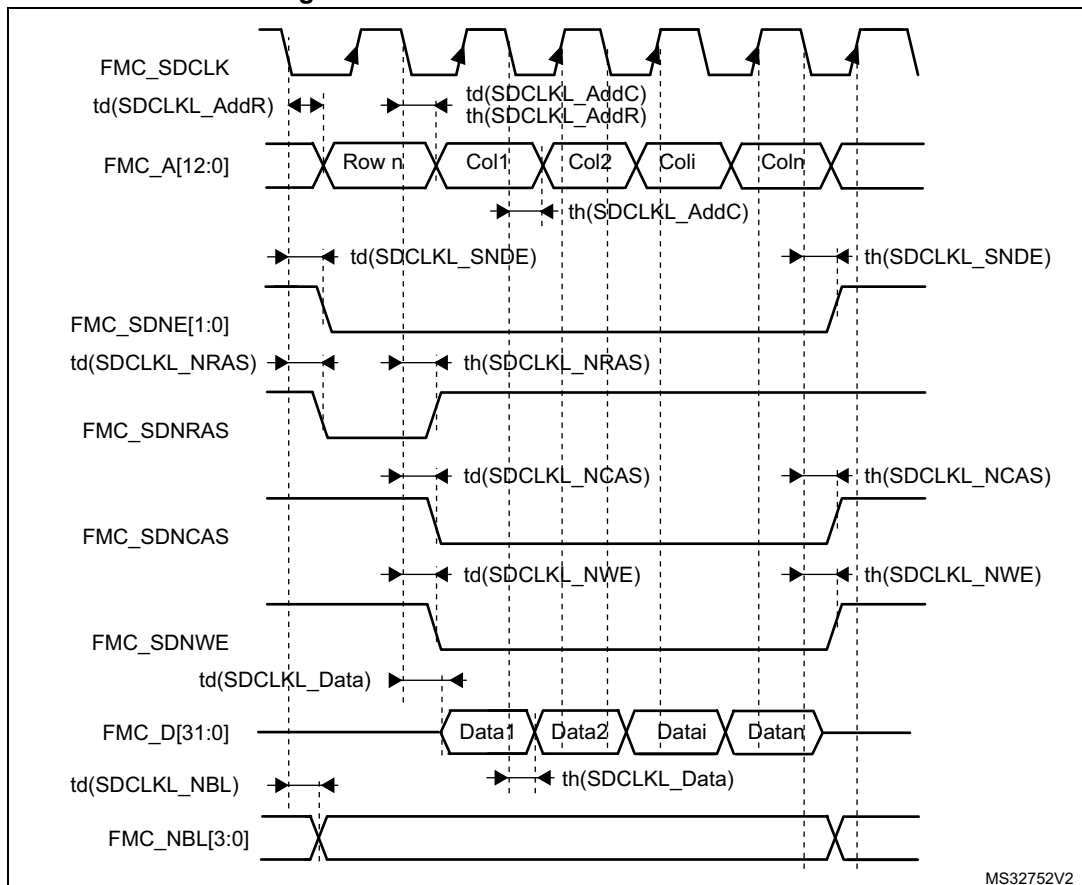 FMC_SDCLK
td(SDCLKL_AddR)
td(SDCLKL_AddC)
th(SDCLKL_AddR)
FMC_A[12:0]
Row n
Col1
Col2
Coli
Coln
th(SDCLKL_AddC)
td(SDCLKL_SNDE)
th(SDCLKL_SNDE)
FMC_SDNE[1:0]
td(SDCLKL_NRAS)
th(SDCLKL_NRAS)
FMC_SDNRAS
td(SDCLKL_NCAS)
th(SDCLKL_NCAS)
FMC_SDNCAS
td(SDCLKL_NWE)
th(SDCLKL_NWE)
FMC_SDNWE
td(SDCLKL_Data)
FMC_D[31:0]
Data1
Data2
Datai
Datan
th(SDCLKL_Data)
td(SDCLKL_NBL)
FMC_NBL[3:0]
MS32752V2